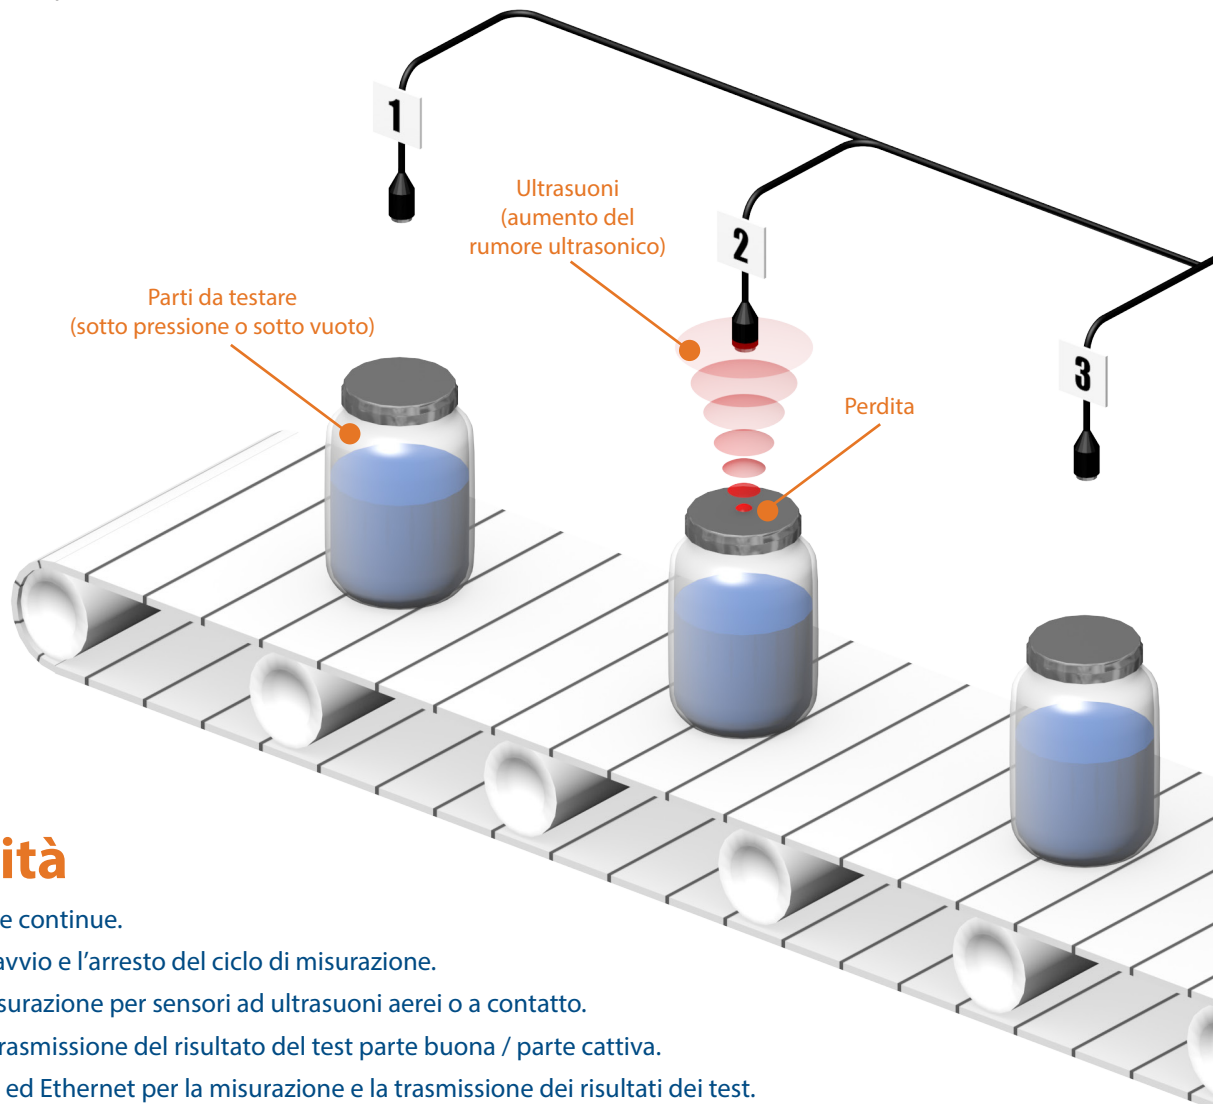 1
Ultrasuoni
(aumento del
rumore ultrasonico)
2
Parti da testare
(sotto pressione o sotto vuoto)
3
Perdita
ità
e continue.
avvio e l'arresto del ciclo di misurazione.
surazione per sensori ad ultrasuoni aerei o a contatto.
rasmissione del risultato del test parte buona / parte cattiva.
ed Ethernet per la misurazione e la trasmissione dei risultati dei test.